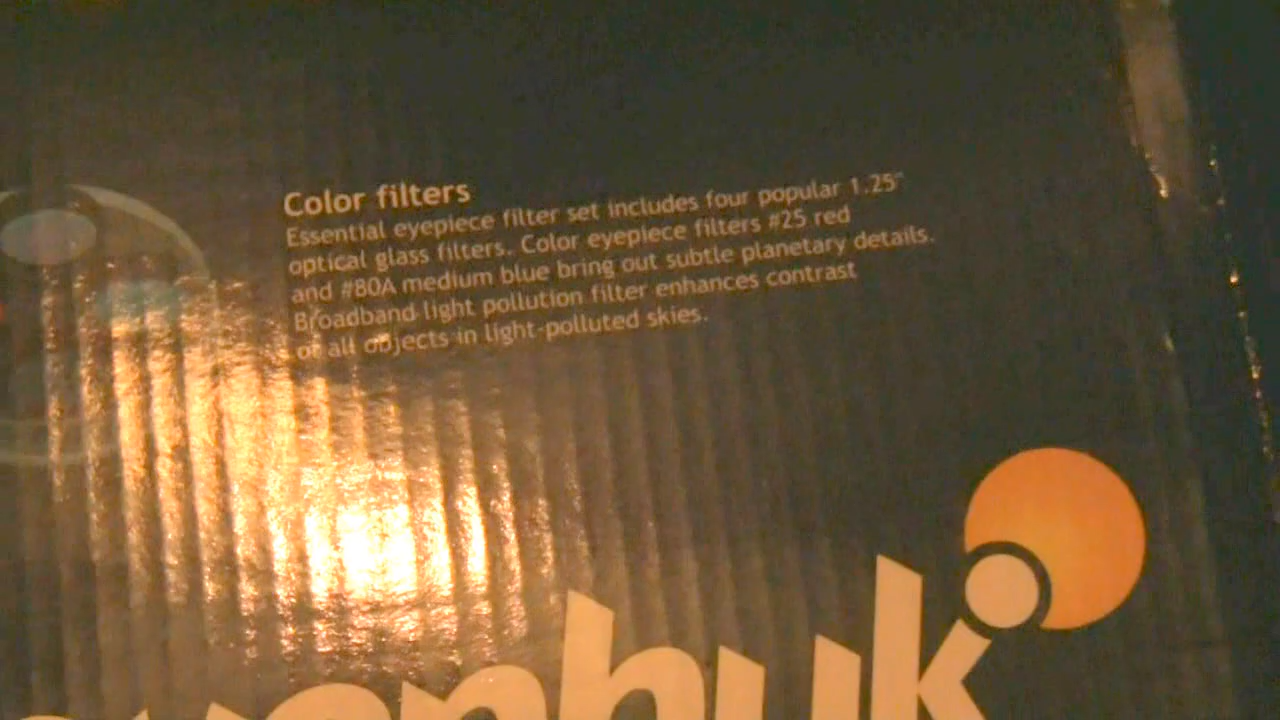 Color filters
Essential eyepiece filter set includes four popular 1.25"
optical glass filters. Color eyepiece filters #25 red
and #80A medium blue bring out subtle planetary details.
Broadband light pollution filter enhances contrast
of all objects in light-polluted skies.